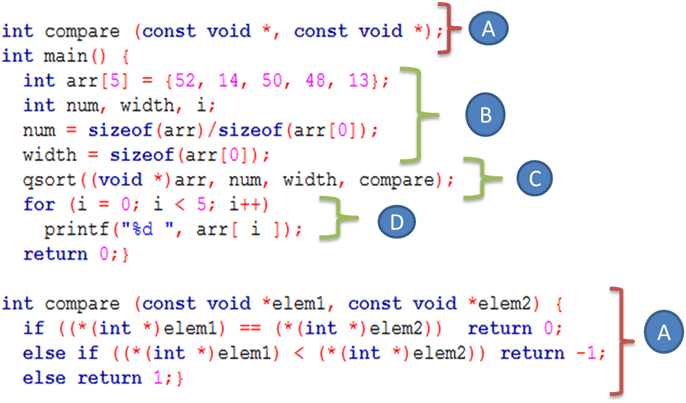 int compare (const void *, const void *); A
int main() {
int arr[5] = {52, 14, 50, 48, 13};
int num, width, i;
num = sizeof(arr)/sizeof(arr[0]); B
width = sizeof(arr[0]);
qsort((void *)arr, num, width, compare); C
for (i = 0; i < 5; i++)
printf("%d ", arr[ i ]); D
return 0;}
int compare (const void *elem1, const void *elem2) {
if ((*(int *)elem1) == (*(int *)elem2)) return 0; A
else if ((*(int *)elem1) < (*(int *)elem2)) return -1;
else return 1;}